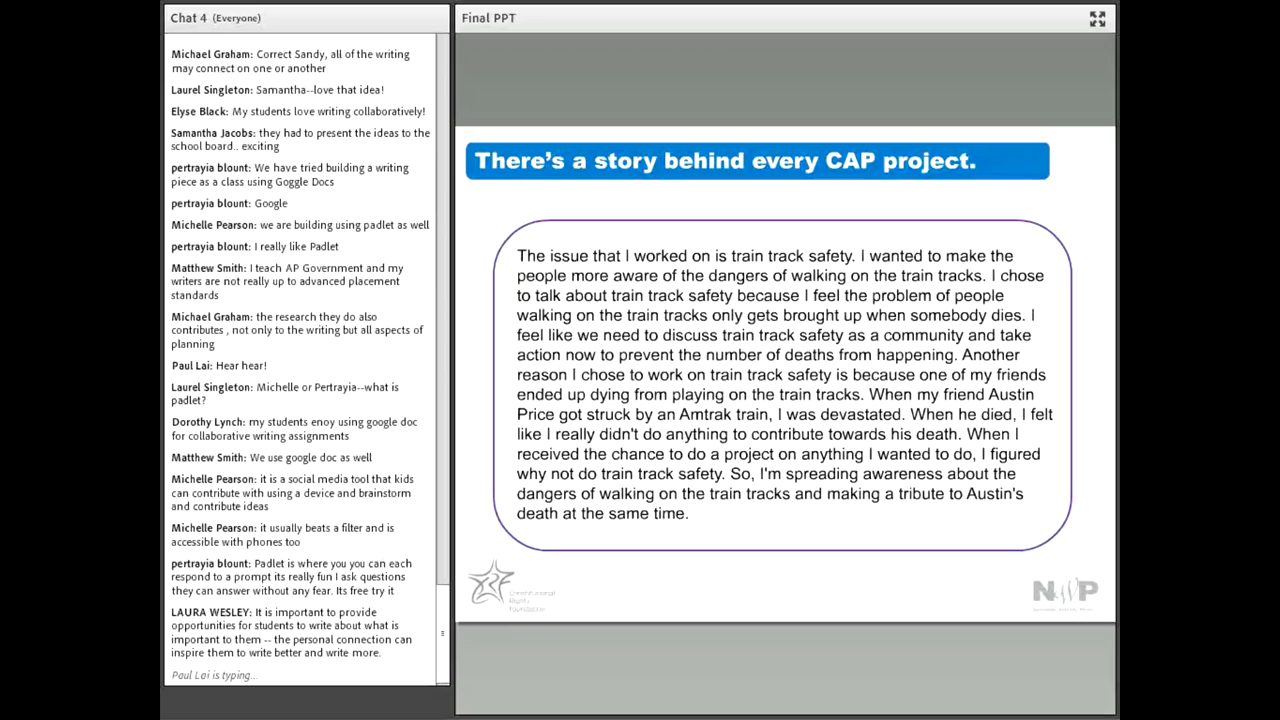 Chat 4 (Everyone)
Michael Graham: Correct Sandy, all of the writing
may connect on one or another
Laurel Singleton: Samantha--love that idea!
Elyse Black: My students love writing collaboratively!
Samantha Jacobs: they had to present the ideas to the
school board.. exciting
pertrayia blount: We have tried building a writing
piece as a class using Goggle Docs
pertrayia blount: Google
Michelle Pearson: we are building using padlet as well
pertrayia blount: I really like Padlet
Matthew Smith: I teach AP Government and my
writers are not really up to advanced placement
standards
Michael Graham: the research they do also
contributes , not only to the writing but all aspects of
planning
Paul Lai: Hear hear!
Laurel Singleton: Michelle or Pertrayia--what is
padlet?
Dorothy Lynch: my students enoy using google doc
for collaborative writing assignments
Matthew Smith: We use google doc as well
Michelle Pearson: it is a social media tool that kids
can contribute with using a device and brainstorm
and contribute ideas
Michelle Pearson: it usually beats a filter and is
accessible with phones too
pertrayia blount: Padlet is where you you can each
respond to a prompt its really fun I ask questions
they can answer without any fear. Its free try it
LAURA WESLEY: It is important to provide
opportunities for students to write about what is
important to them -- the personal connection can
inspire them to write better and write more.
Paul Lai is typing...
Final PPT
There's a story behind every CAP project.
The issue that I worked on is train track safety. I wanted to make the
people more aware of the dangers of walking on the train tracks. I chose
to talk about train track safety because I feel the problem of people
walking on the train tracks only gets brought up when somebody dies. I
feel like we need to discuss train track safety as a community and take
action now to prevent the number of deaths from happening. Another
reason I chose to work on train track safety is because one of my friends
ended up dying from playing on the train tracks. When my friend Austin
Price got struck by an Amtrak train, I was devastated. When he died, I felt
like I really didn't do anything to contribute towards his death. When I
received the chance to do a project on anything I wanted to do, I figured
why not do train track safety. So, I'm spreading awareness about the
dangers of walking on the train tracks and making a tribute to Austin's
death at the same time.
Constitutional
Rights
Foundation